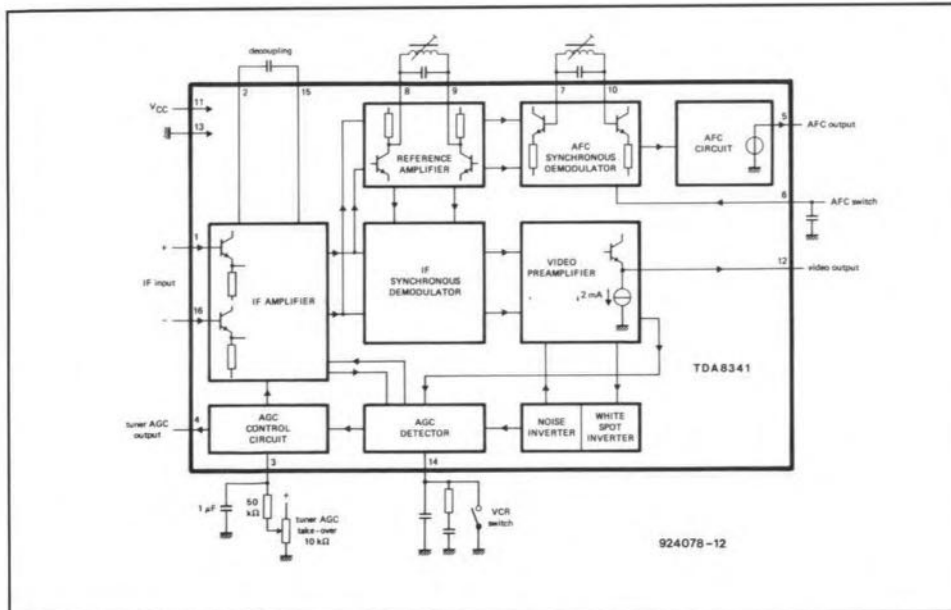 decoupling
2
15
8
9
7
10
VCC
11
13
REFERENCE
AMPLIFIER
AFC
SYNCHRONOUS
DEMODULATOR
AFC
CIRCUIT
5
AFC output
6
AFC switch
1
+
IF input
16
−
IF AMPLIFIER
IF
SYNCHRONOUS
DEMODULATOR
VIDEO
PREAMPLIFIER
2 mA
12
video output
TDA8341
4
tuner AGC
output
AGC
CONTROL
CIRCUIT
AGC
DETECTOR
NOISE
INVERTER
WHITE
SPOT
INVERTER
3
14
1 µF
50
kΩ
+
tuner AGC
take-over
10 kΩ
VCR
switch
924078-12